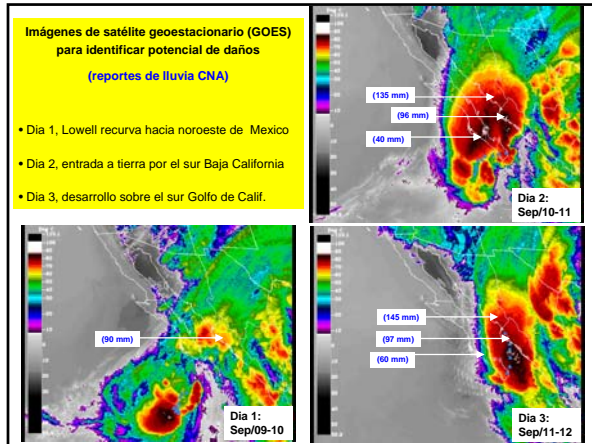 Imágenes de satélite geoestacionario (GOES)
para identificar potencial de daños
(reportes de lluvia CNA)
• Dia 1, Lowell recurva hacia noroeste de Mexico
• Dia 2, entrada a tierra por el sur Baja California
• Dia 3, desarrollo sobre el sur Golfo de Calif.
(135 mm)
(96 mm)
(40 mm)
Dia 2:
Sep/10-11
(90 mm)
Dia 1:
Sep/09-10
(145 mm)
(97 mm)
(60 mm)
Dia 3:
Sep/11-12